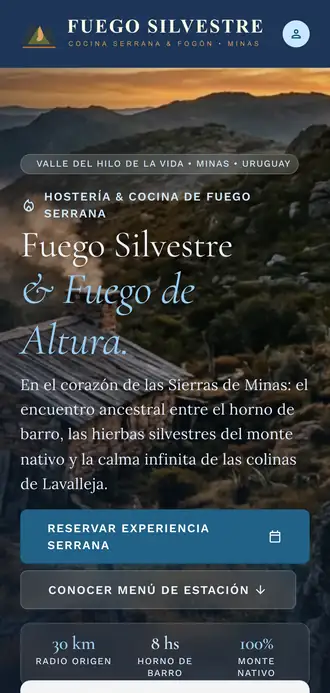 FUEGO SILVESTRE
COCINA SERRANA & FOGÓN • MINAS
VALLE DEL HILO DE LA VIDA • MINAS • URUGUAY
HOSTERÍA & COCINA DE FUEGO
SERRANA
Fuego Silvestre
& Fuego de
Altura.
En el corazón de las Sierras de Minas: el
encuentro ancestral entre el horno de
barro, las hierbas silvestres del monte
nativo y la calma infinita de las colinas
de Lavalleja.
RESERVAR EXPERIENCIA
SERRANA
CONOCER MENÚ DE ESTACIÓN ↓
30 km
RADIO ORIGEN
8 hs
HORNO DE
BARRO
100%
MONTE
NATIVO